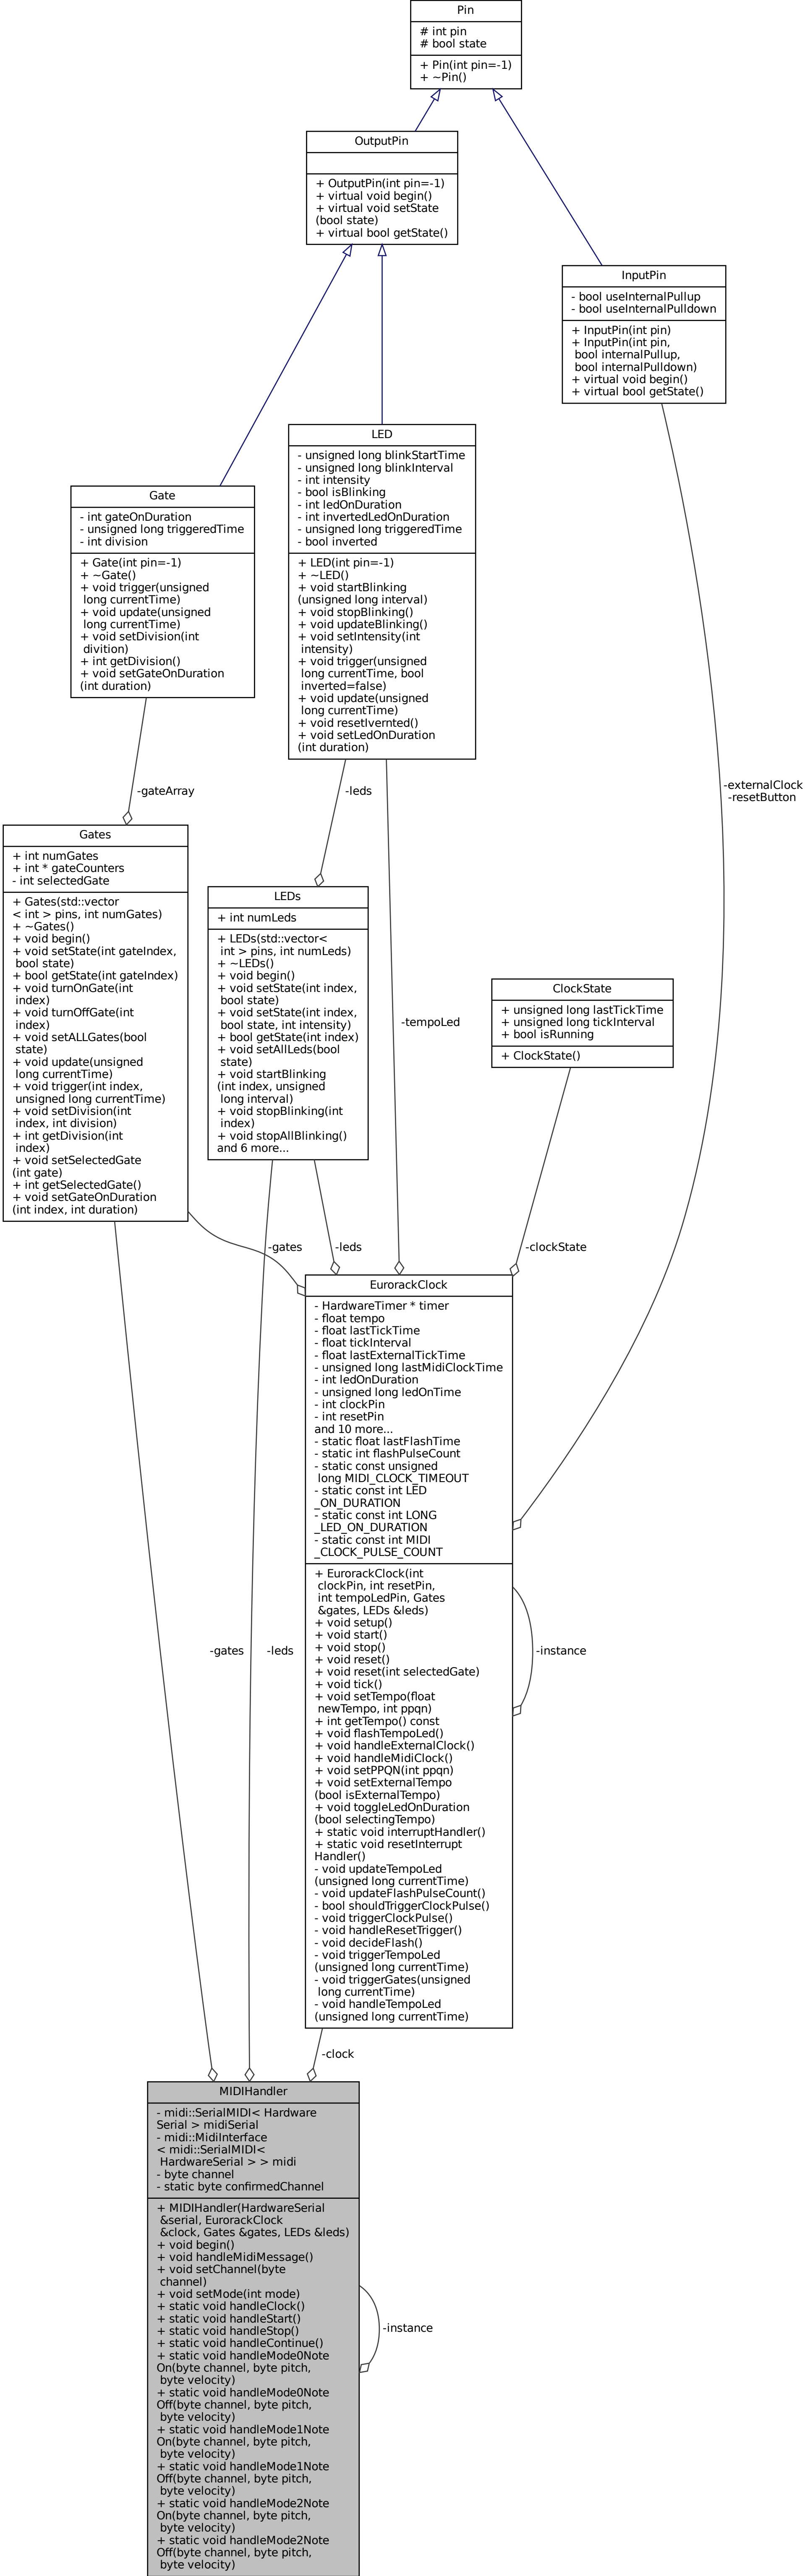 Pin
# int pin
# bool state
+ Pin(int pin=-1)
+ ~Pin()
OutputPin
+ OutputPin(int pin=-1)
+ virtual void begin()
+ virtual void setState
(bool state)
+ virtual bool getState()
InputPin
- bool useInternalPullup
- bool useInternalPulldown
+ InputPin(int pin)
+ InputPin(int pin,
bool internalPullup,
bool internalPulldown)
+ virtual void begin()
+ virtual bool getState()
LED
- unsigned long blinkStartTime
- unsigned long blinkInterval
- int intensity
- bool isBlinking
- int ledOnDuration
- int invertedLedOnDuration
- unsigned long triggeredTime
- bool inverted
+ LED(int pin=-1)
+ ~LED()
+ void startBlinking
(unsigned long interval)
+ void stopBlinking()
+ void updateBlinking()
+ void setIntensity(int
intensity)
+ void trigger(unsigned
long currentTime, bool
inverted=false)
+ void update(unsigned
long currentTime)
+ void resetIvernted()
+ void setLedOnDuration
(int duration)
Gate
- int gateOnDuration
- unsigned long triggeredTime
- int division
+ Gate(int pin=-1)
+ ~Gate()
+ void trigger(unsigned
long currentTime)
+ void update(unsigned
long currentTime)
+ void setDivision(int
divition)
+ int getDivision()
+ void setGateOnDuration
(int duration)
-gateArray
-leds
-externalClock
-resetButton
Gates
+ int numGates
+ int * gateCounters
- int selectedGate
+ Gates(std::vector
< int > pins, int numGates)
+ ~Gates()
+ void begin()
+ void setState(int gateIndex,
bool state)
+ bool getState(int gateIndex)
+ void turnOnGate(int
index)
+ void turnOffGate(int
index)
+ void setALLGates(bool
state)
+ void update(unsigned
long currentTime)
+ void trigger(int index,
unsigned long currentTime)
+ void setDivision(int
index, int division)
+ int getDivision(int
index)
+ void setSelectedGate
(int gate)
+ int getSelectedGate()
+ void setGateOnDuration
(int index, int duration)
LEDs
+ int numLeds
+ LEDs(std::vector<
int > pins, int numLeds)
+ ~LEDs()
+ void begin()
+ void setState(int index,
bool state)
+ void setState(int index,
bool state, int intensity)
+ bool getState(int index)
+ void setAllLeds(bool
state)
+ void startBlinking
(int index, unsigned
long interval)
+ void stopBlinking(int
index)
+ void stopAllBlinking()
and 6 more...
-tempoLed
ClockState
+ unsigned long lastTickTime
+ unsigned long tickInterval
+ bool isRunning
+ ClockState()
-gates
-leds
-clockState
EurorackClock
- HardwareTimer * timer
- float tempo
- float lastTickTime
- float tickInterval
- float lastExternalTickTime
- unsigned long lastMidiClockTime
- int ledOnDuration
- unsigned long ledOnTime
- int clockPin
- int resetPin
and 10 more...
- static float lastFlashTime
- static int flashPulseCount
- static const unsigned
long MIDI_CLOCK_TIMEOUT
- static const int LED
_ON_DURATION
- static const int LONG
_LED_ON_DURATION
- static const int MIDI
_CLOCK_PULSE_COUNT
+ EurorackClock(int
clockPin, int resetPin,
int tempoLedPin, Gates
&gates, LEDs &leds)
+ void setup()
+ void start()
+ void stop()
+ void reset()
+ void reset(int selectedGate)
+ void tick()
+ void setTempo(float
newTempo, int ppqn)
+ int getTempo() const
+ void flashTempoLed()
+ void handleExternalClock()
+ void handleMidiClock()
+ void setPPQN(int ppqn)
+ void setExternalTempo
(bool isExternalTempo)
+ void toggleLedOnDuration
(bool selectingTempo)
+ static void interruptHandler()
+ static void resetInterrupt
Handler()
- void updateTempoLed
(unsigned long currentTime)
- void updateFlashPulseCount()
- bool shouldTriggerClockPulse()
- void triggerClockPulse()
- void handleResetTrigger()
- void decideFlash()
- void triggerTempoLed
(unsigned long currentTime)
- void triggerGates(unsigned
long currentTime)
- void handleTempoLed
(unsigned long currentTime)
-gates
-leds
-instance
-clock
MIDIHandler
- midi::SerialMIDI< Hardware
Serial > midiSerial
- midi::MidiInterface
< midi::SerialMIDI<
HardwareSerial > > midi
- byte channel
- static byte confirmedChannel
+ MIDIHandler(HardwareSerial
&serial, EurorackClock
&clock, Gates &gates, LEDs &leds)
+ void begin()
+ void handleMidiMessage()
+ void setChannel(byte
channel)
+ void setMode(int mode)
+ static void handleClock()
+ static void handleStart()
+ static void handleStop()
+ static void handleContinue()
+ static void handleMode0Note
On(byte channel, byte pitch,
byte velocity)
+ static void handleMode0Note
Off(byte channel, byte pitch,
byte velocity)
+ static void handleMode1Note
On(byte channel, byte pitch,
byte velocity)
+ static void handleMode1Note
Off(byte channel, byte pitch,
byte velocity)
+ static void handleMode2Note
On(byte channel, byte pitch,
byte velocity)
+ static void handleMode2Note
Off(byte channel, byte pitch,
byte velocity)
-instance